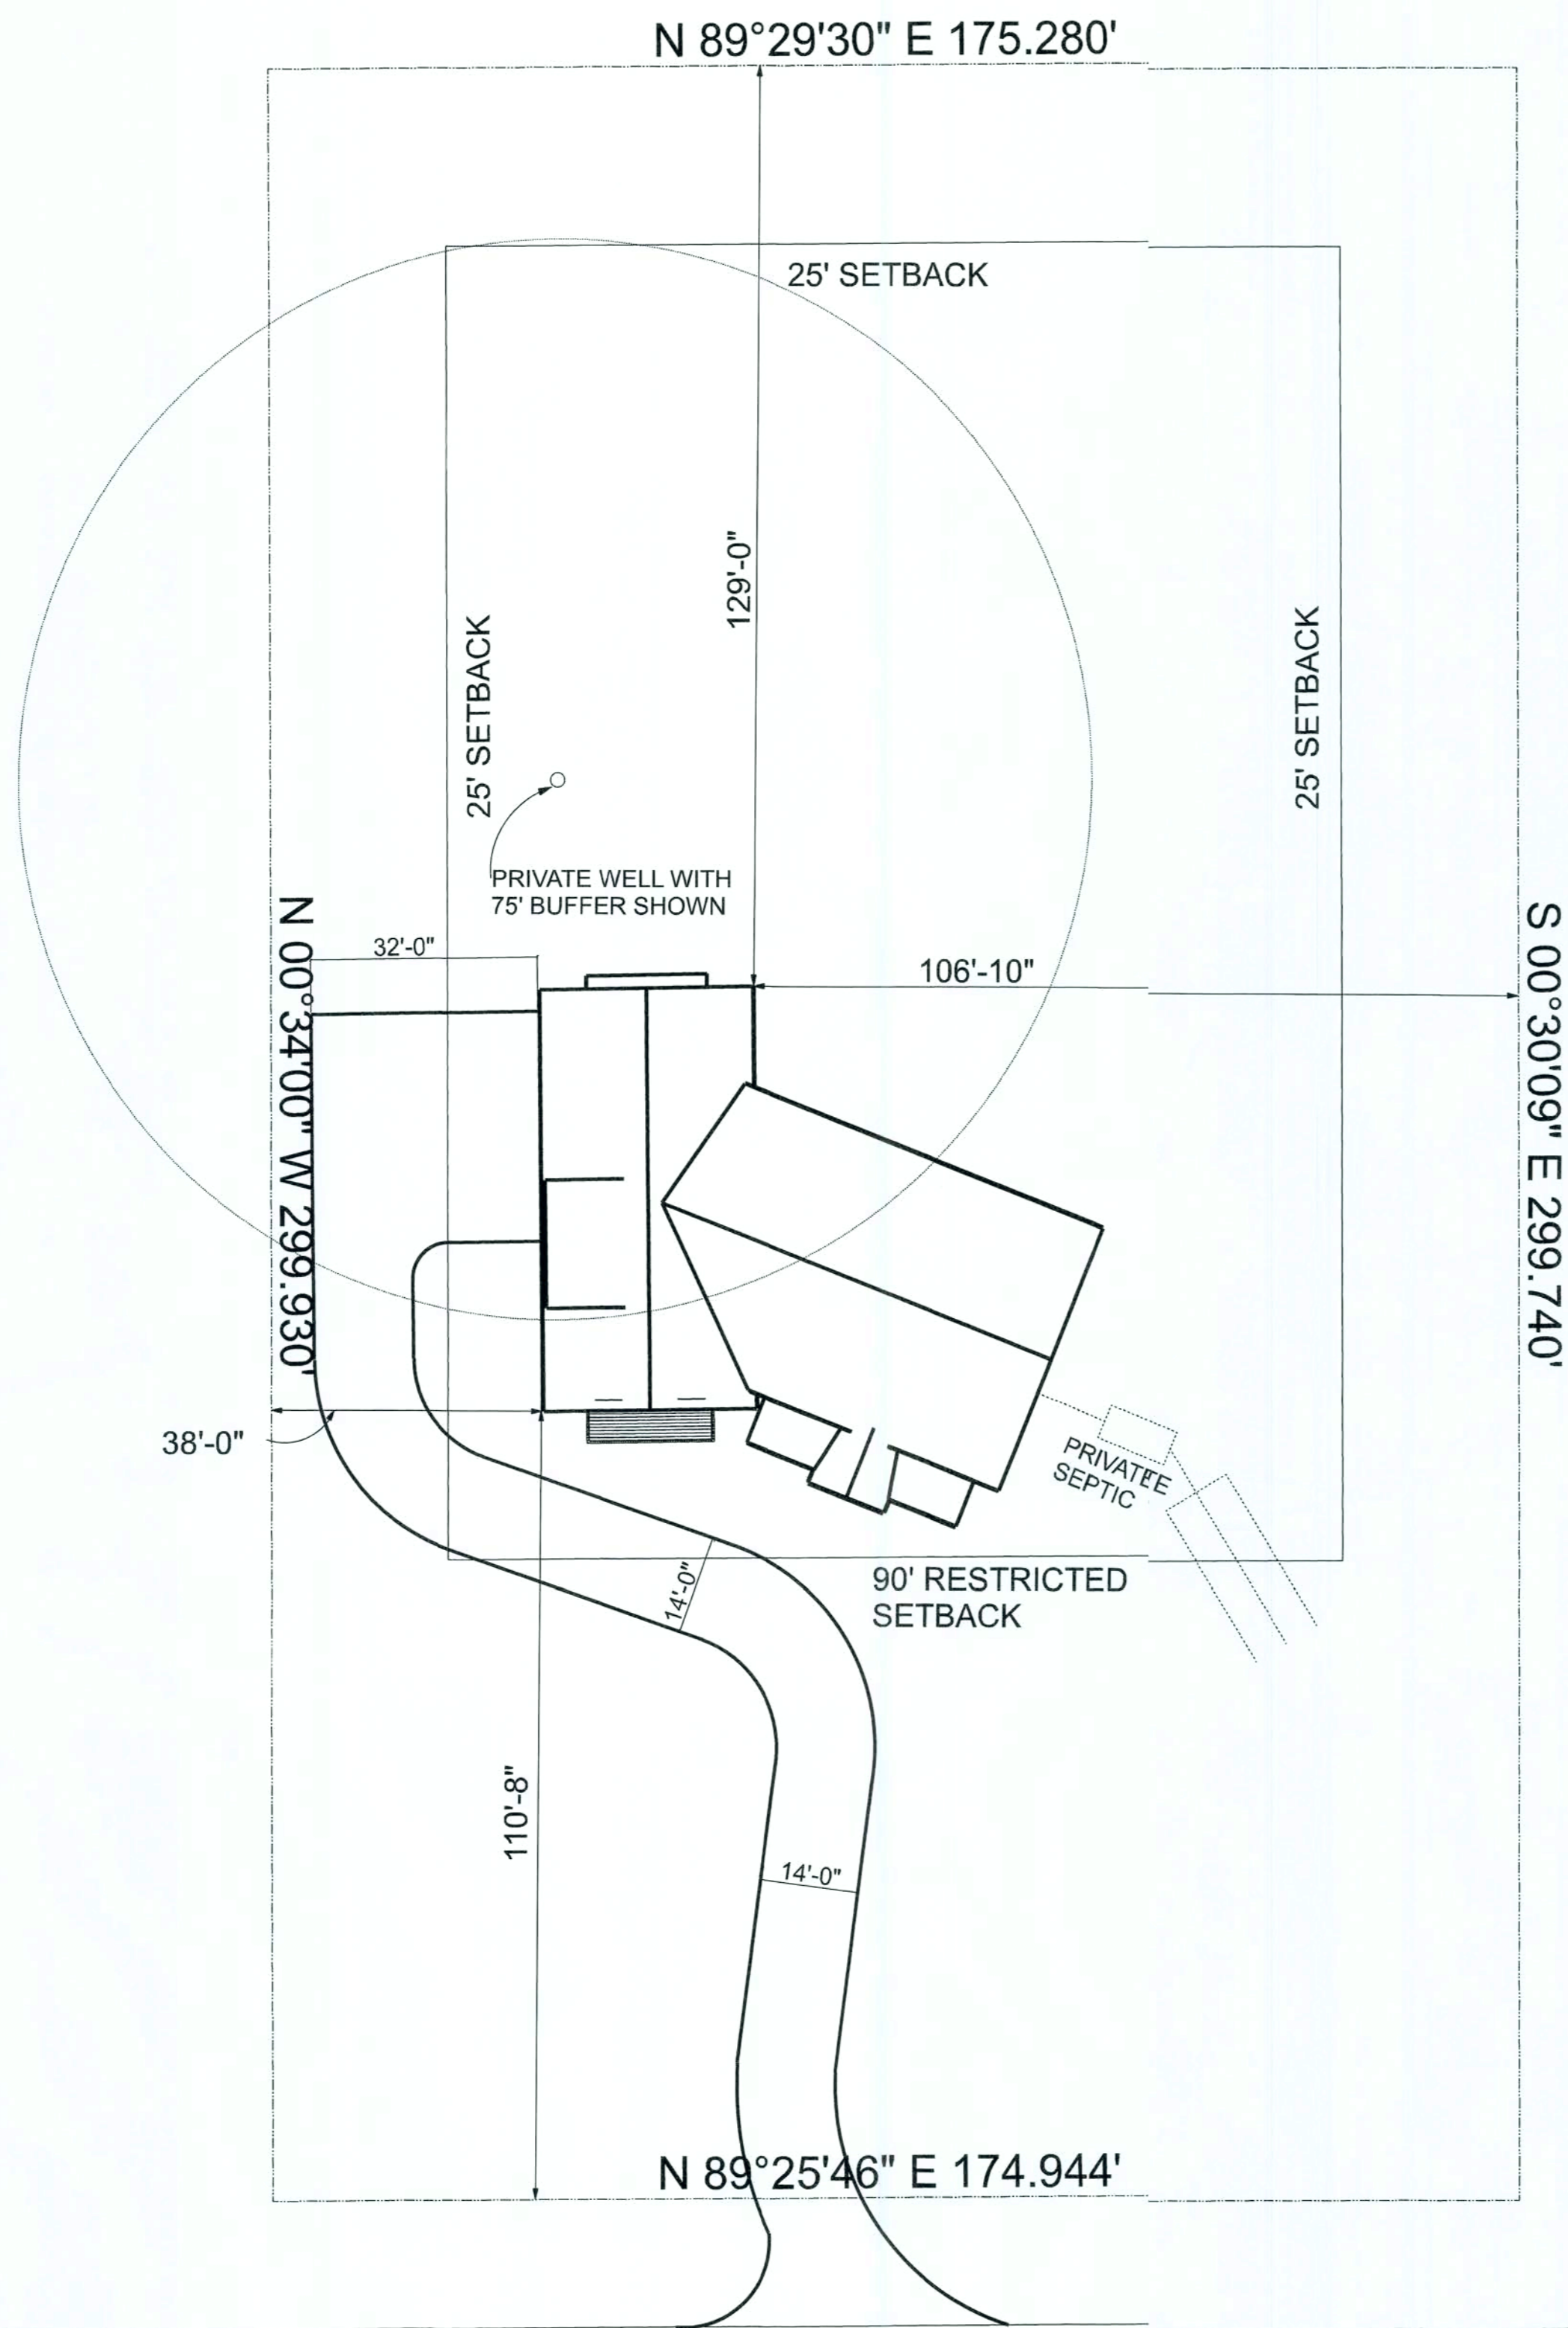 N 89°29'30" E 175.280'
25' SETBACK
129'-0"
25' SETBACK
25' SETBACK
PRIVATE WELL WITH
75' BUFFER SHOWN
N 00°34'00" W 299.930'
S 00°30'09" E 299.740'
32'-0"
106'-10"
38'-0"
PRIVATEE
SEPTIC
14'-0"
90' RESTRICTED
SETBACK
110'-8"
14'-0"
N 89°25'46" E 174.944'